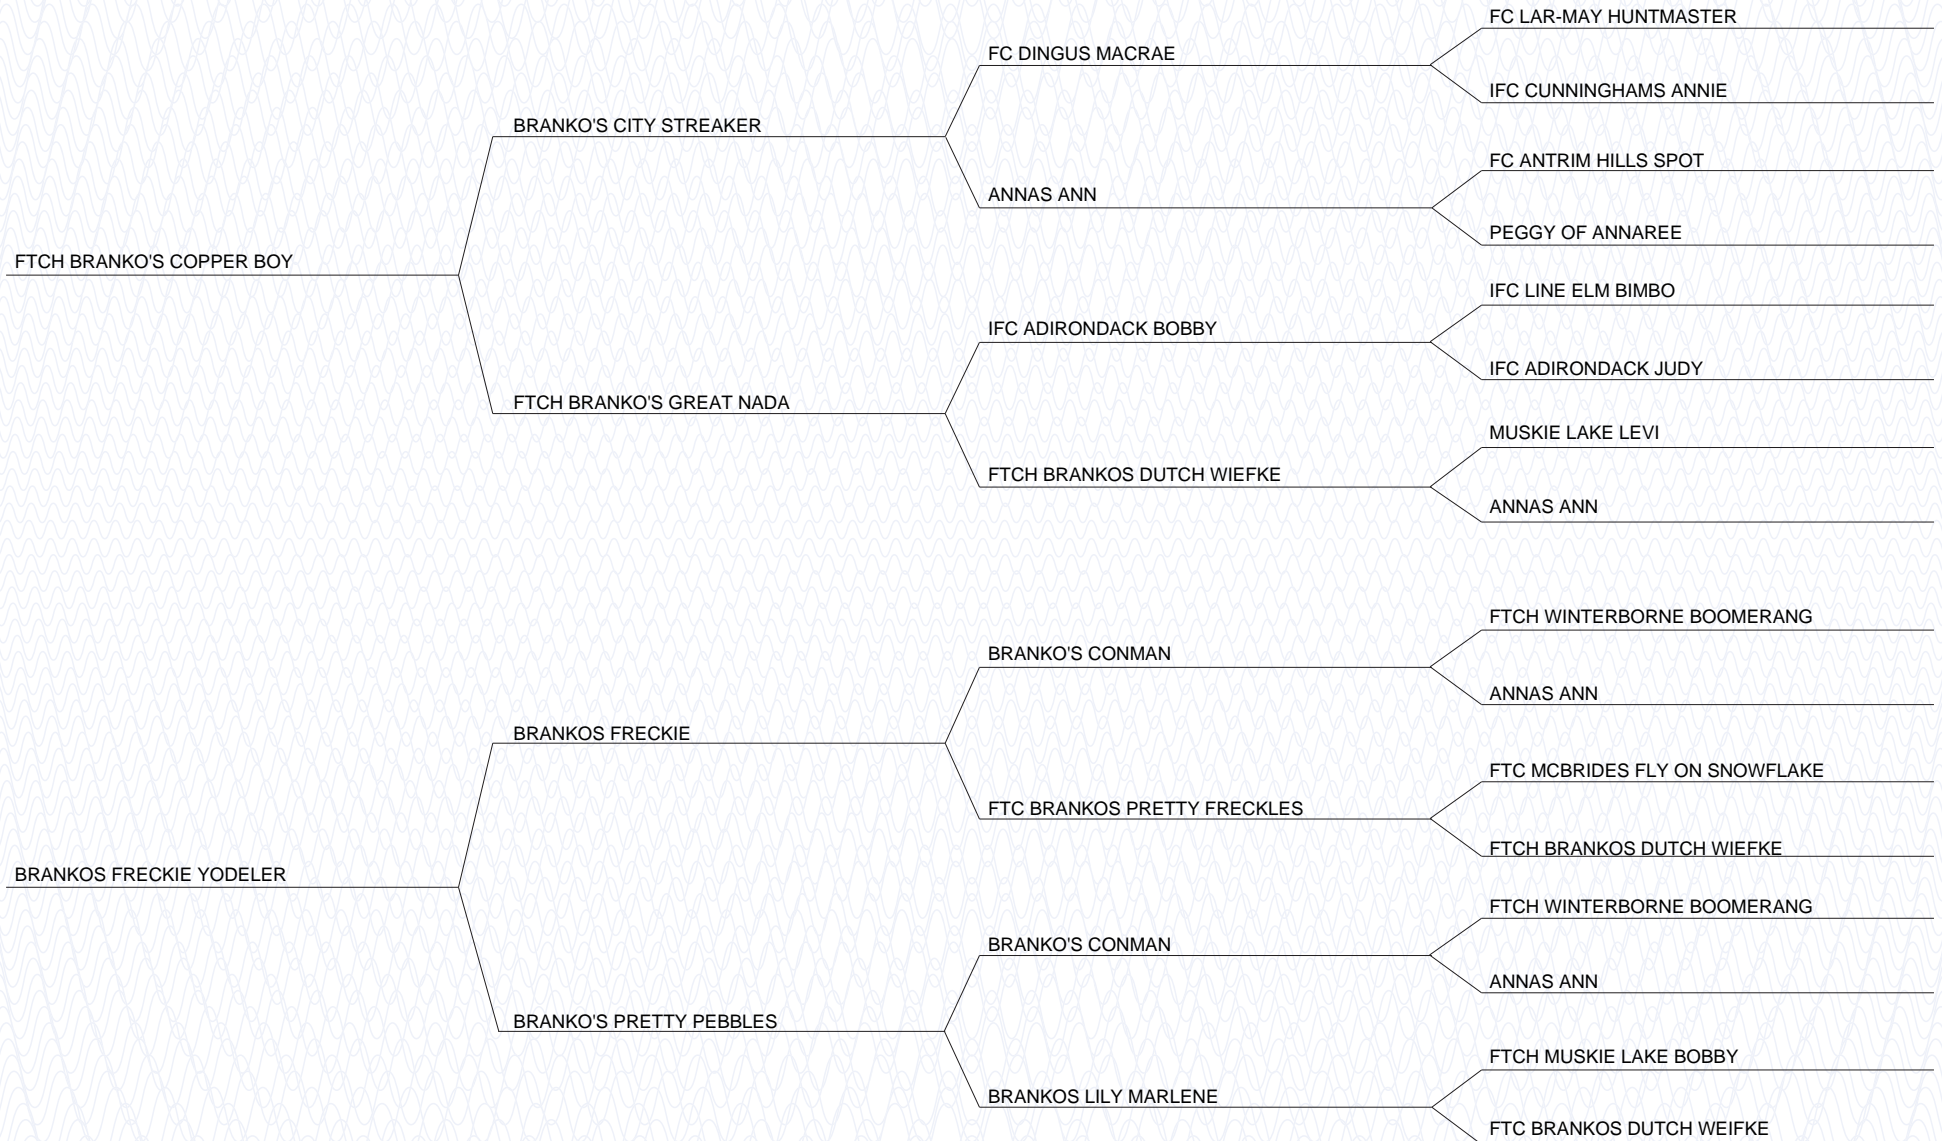 FC LAR-MAY HUNTMASTER
FC DINGUS MACRAE
IFC CUNNINGHAMS ANNIE
BRANKO'S CITY STREAKER
FC ANTRIM HILLS SPOT
ANNAS ANN
PEGGY OF ANNAREE
FTCH BRANKO'S COPPER BOY
IFC LINE ELM BIMBO
IFC ADIRONDACK BOBBY
IFC ADIRONDACK JUDY
FTCH BRANKO'S GREAT NADA
MUSKIE LAKE LEVI
FTCH BRANKOS DUTCH WIEFKE
ANNAS ANN
FTCH WINTERBORNE BOOMERANG
BRANKO'S CONMAN
ANNAS ANN
BRANKOS FRECKIE
FTC MCBRIDES FLY ON SNOWFLAKE
FTC BRANKOS PRETTY FRECKLES
FTCH BRANKOS DUTCH WIEFKE
BRANKOS FRECKIE YODELER
FTCH WINTERBORNE BOOMERANG
BRANKO'S CONMAN
ANNAS ANN
BRANKO'S PRETTY PEBBLES
FTCH MUSKIE LAKE BOBBY
BRANKOS LILY MARLENE
FTC BRANKOS DUTCH WEIFKE